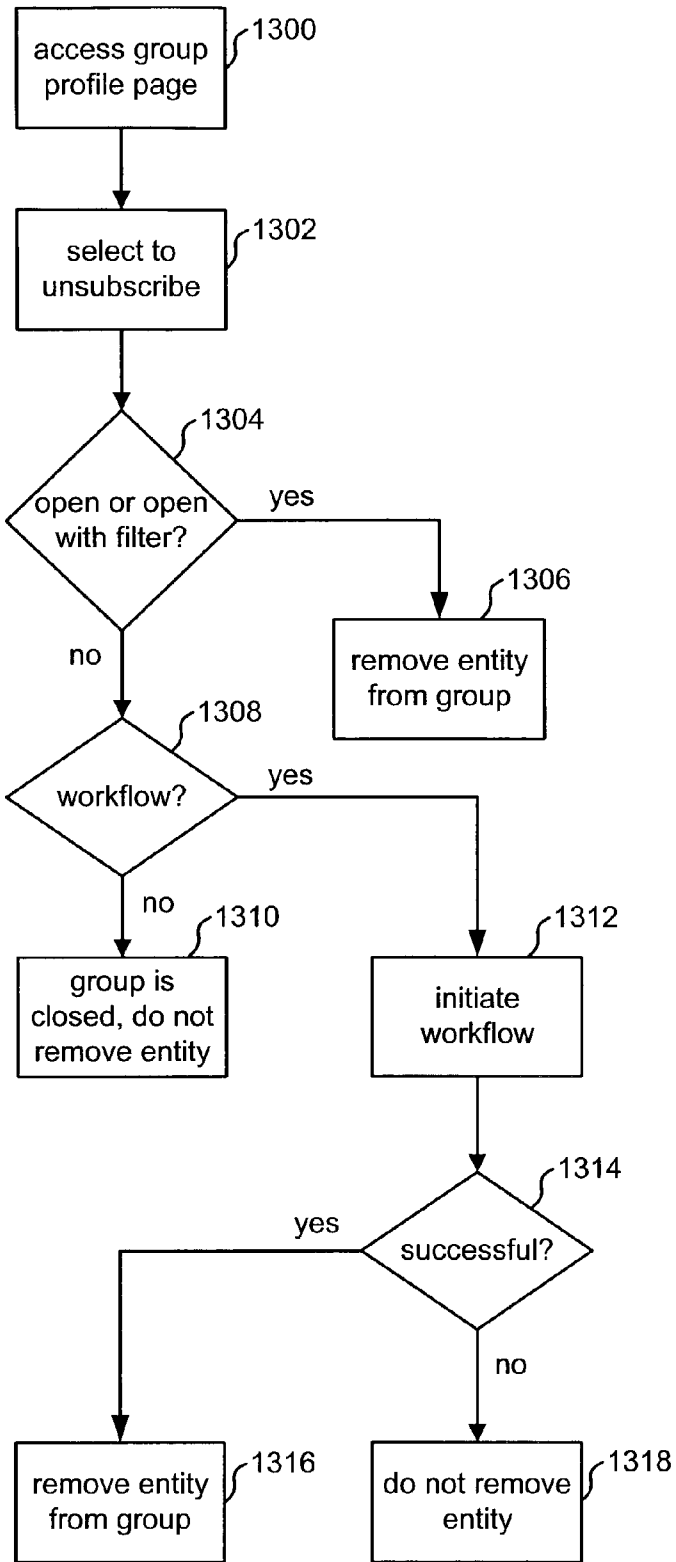 1300
access group
profile page
1302
select to
unsubscribe
1304
open or open
with filter?
yes
1306
no
remove entity
from group
1308
workflow?
yes
no
1310
1312
group is
closed, do not
remove entity
initiate
workflow
1314
yes
successful?
no
1316
remove entity
from group
1318
do not remove
entity